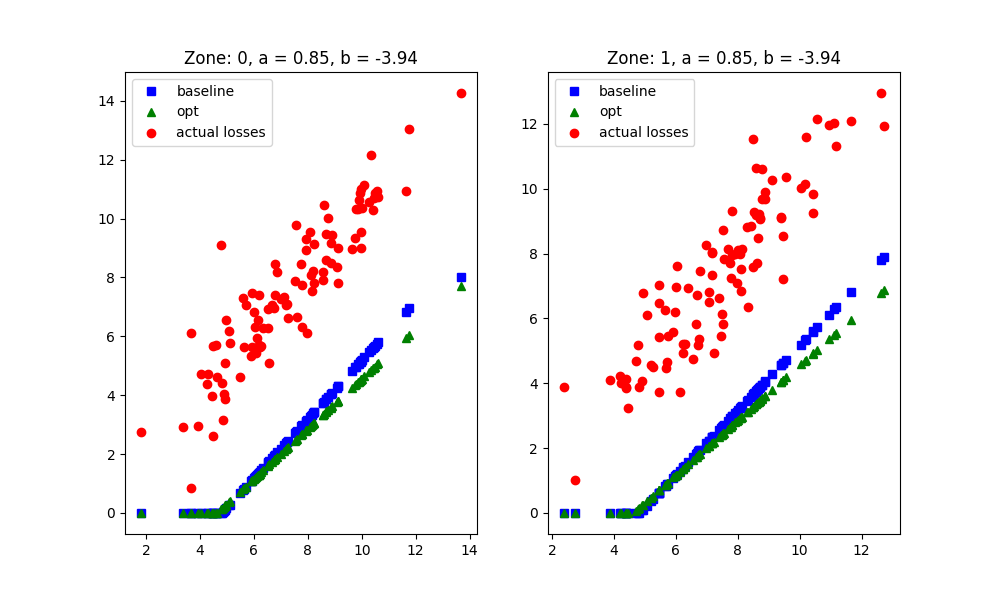 Zone: 0, a = 0.85, b = -3.94
baseline
opt
actual losses
14
12
10
8
6
4
2
0
2 4 6 8 10 12 14
Zone: 1, a = 0.85, b = -3.94
baseline
opt
actual losses
12
10
8
6
4
2
0
2 4 6 8 10 12